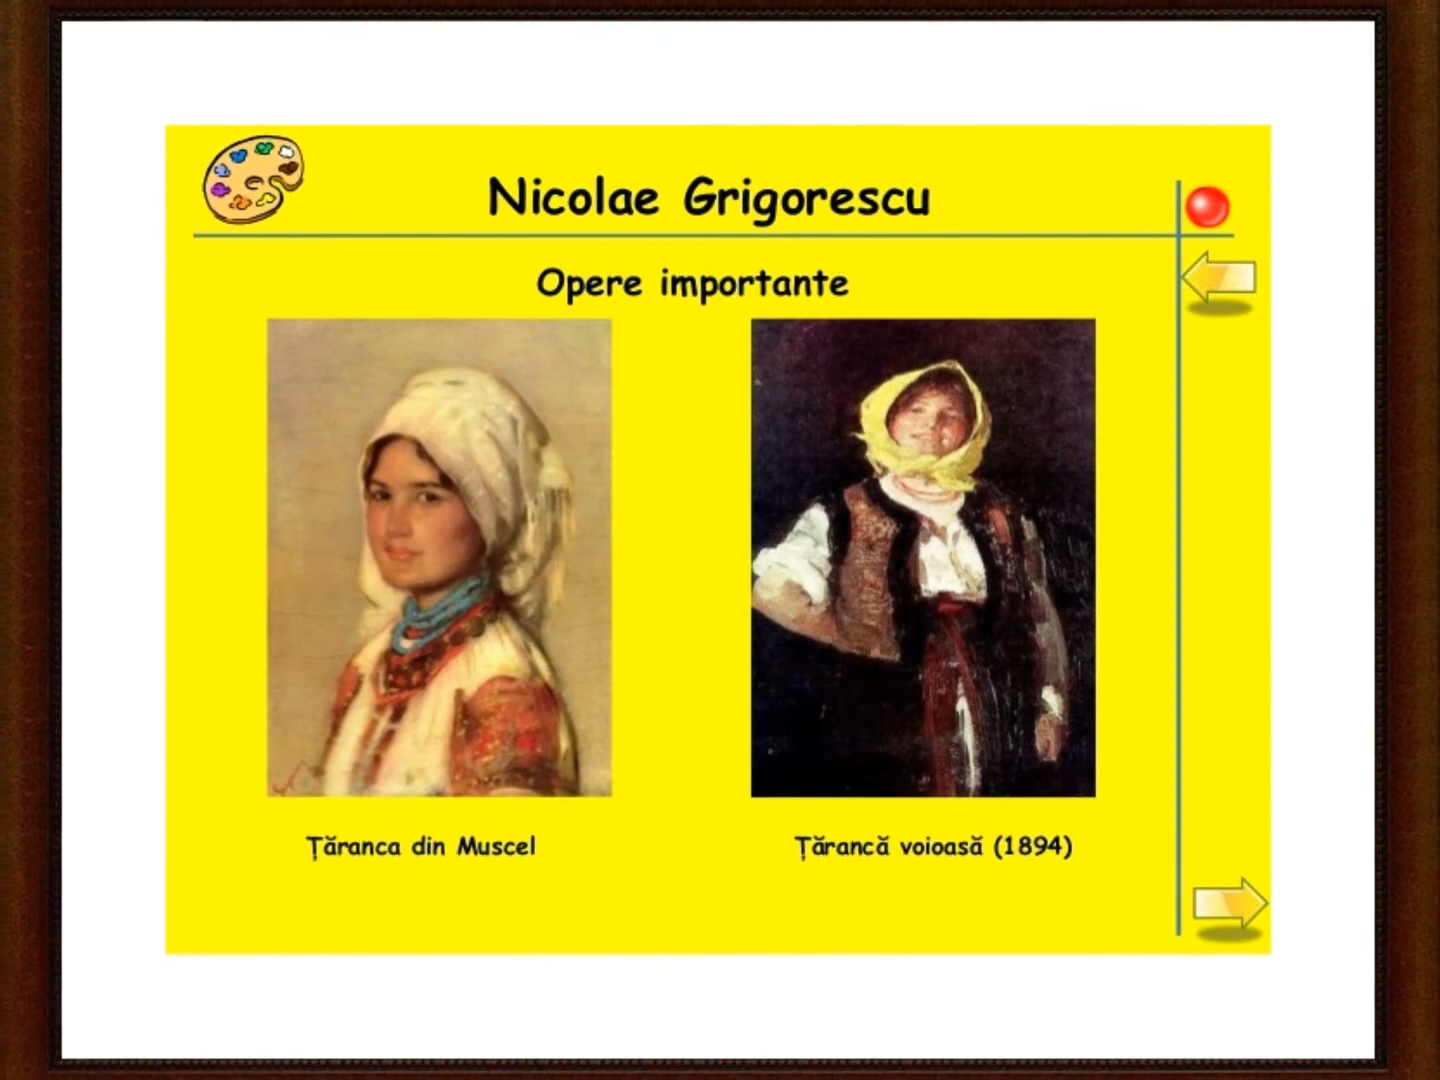 Nicolae Grigorescu
Opere importante
Țăranca din Muscel
Țărancă voioasă (1894)